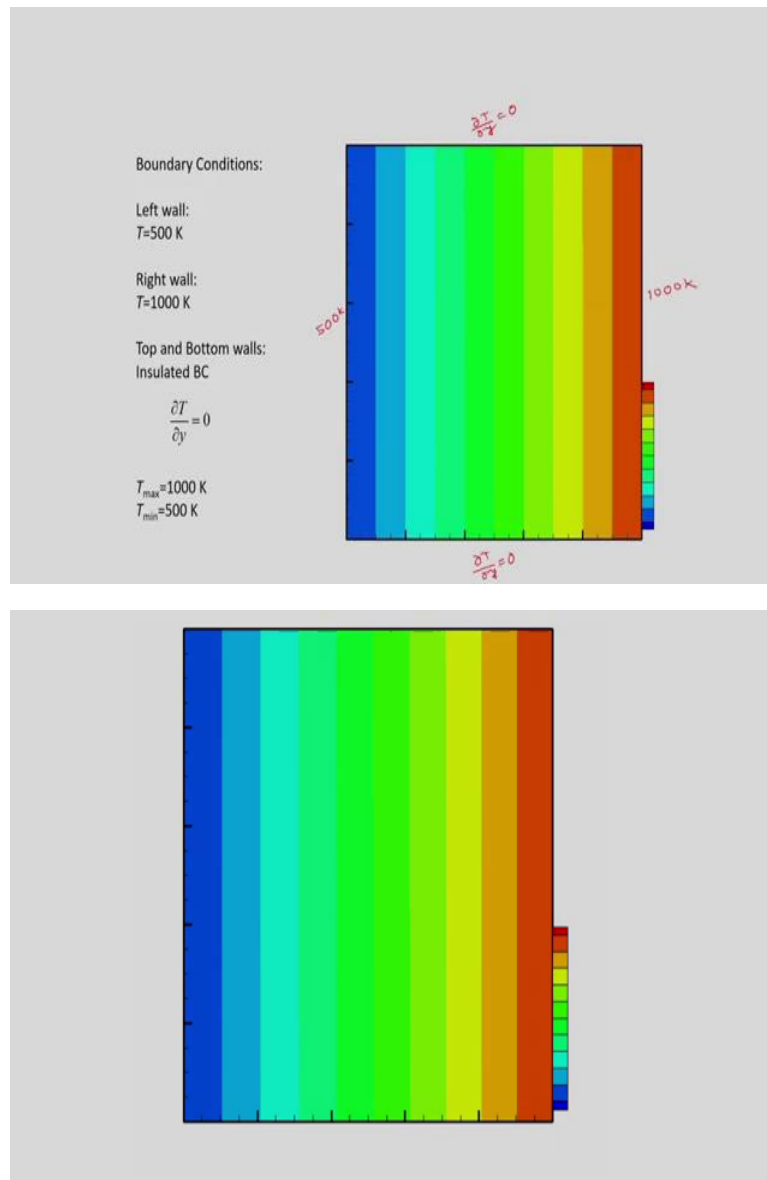 ∂T/∂y=0
Boundary Conditions:
Left wall:
T=500 K
Right wall:
T=1000 K
1000K
500K
Top and Bottom walls:
Insulated BC
∂T/∂y=0
Tmax=1000 K
Tmin=500 K
∂T/∂y=0